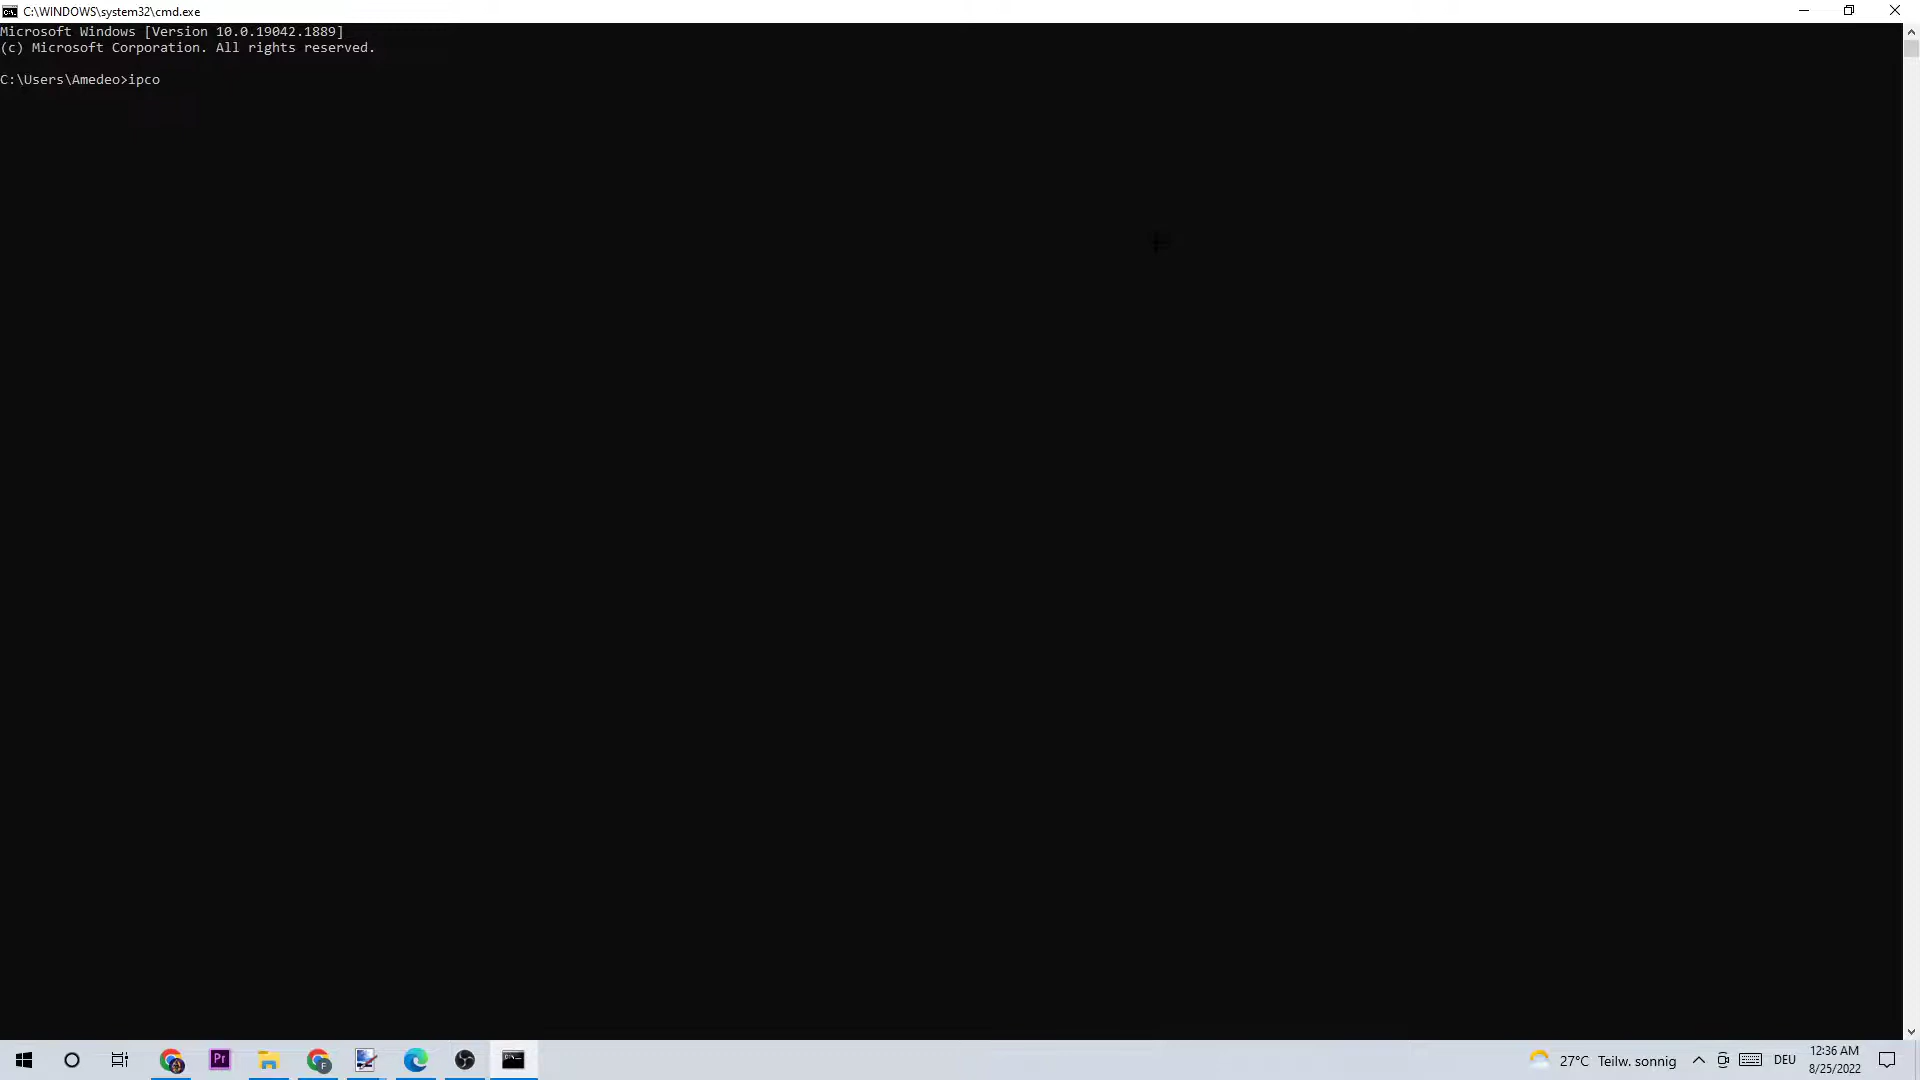 C:\WINDOWS\system32\cmd.exe
Microsoft Windows [Version 10.0.19042.1889]
(c) Microsoft Corporation. All rights reserved.
C:\Users\Amedeo>ipco
Pr
F
27°C Teilw. sonnig
DEU
12:36 AM
8/25/2022